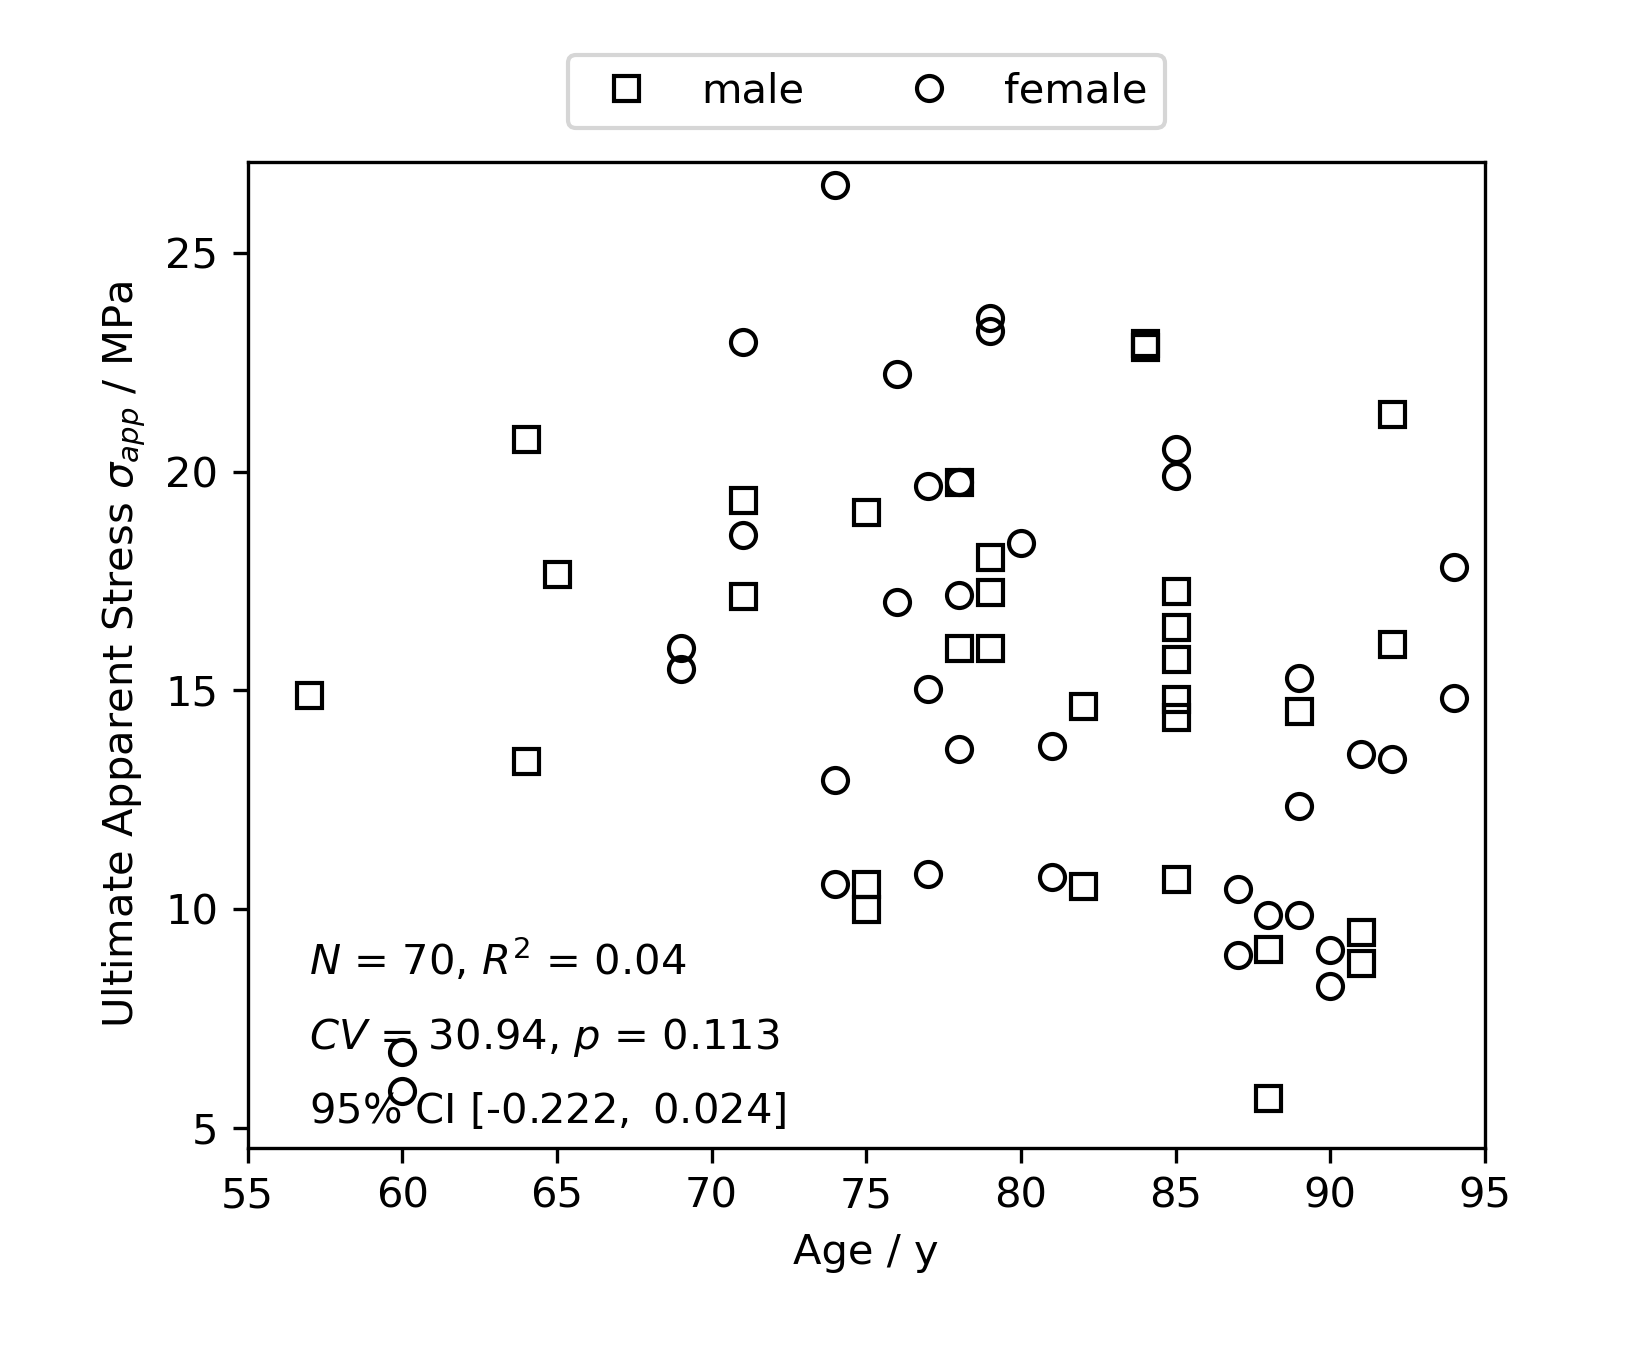 male female
25
20
15
10
5
Ultimate Apparent Stress σapp / MPa
N = 70, R² = 0.04
CV = 30.94, p = 0.113
95% CI [-0.222, 0.024]
55 60 65 70 75 80 85 90 95
Age / y